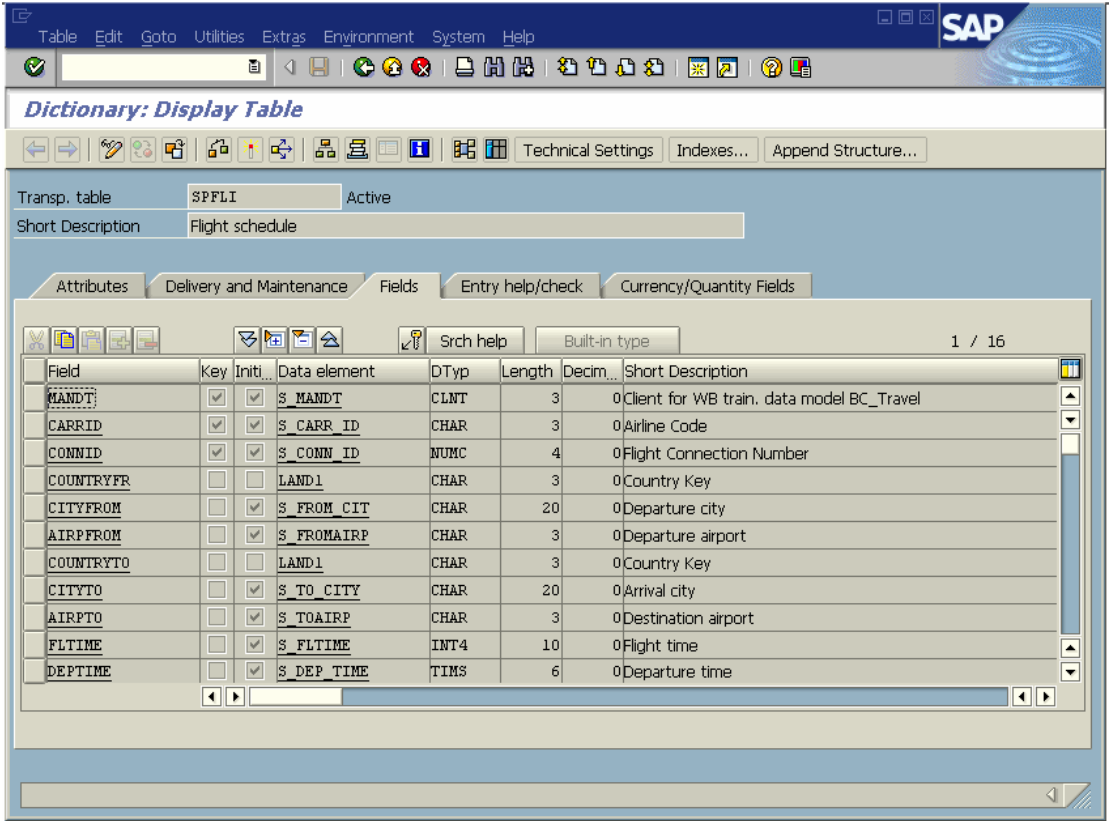 Table Edit Goto Utilities Extras Environment System Help
SAP
Dictionary: Display Table
Technical Settings Indexes... Append Structure...
Transp. table SPFLI Active
Short Description Flight schedule
Attributes Delivery and Maintenance Fields Entry help/check Currency/Quantity Fields
Srch help Built-in type 1 / 16
Field Key Initi... Data element DTyp Length Decim... Short Description
MANDT S_MANDT CLNT 3 0 Client for WB train. data model BC_Travel
CARRID S_CARR_ID CHAR 3 0 Airline Code
CONNID S_CONN_ID NUMC 4 0 Flight Connection Number
COUNTRYFR LAND1 CHAR 3 0 Country Key
CITYFROM S_FROM_CIT CHAR 20 0 Departure city
AIRPFROM S_FROMAIRP CHAR 3 0 Departure airport
COUNTRYTO LAND1 CHAR 3 0 Country Key
CITYTO S_TO_CITY CHAR 20 0 Arrival city
AIRPTO S_TOAIRP CHAR 3 0 Destination airport
FLTIME S_FLTIME INT4 10 0 Flight time
DEPTIME S_DEP_TIME TIMS 6 0 Departure time